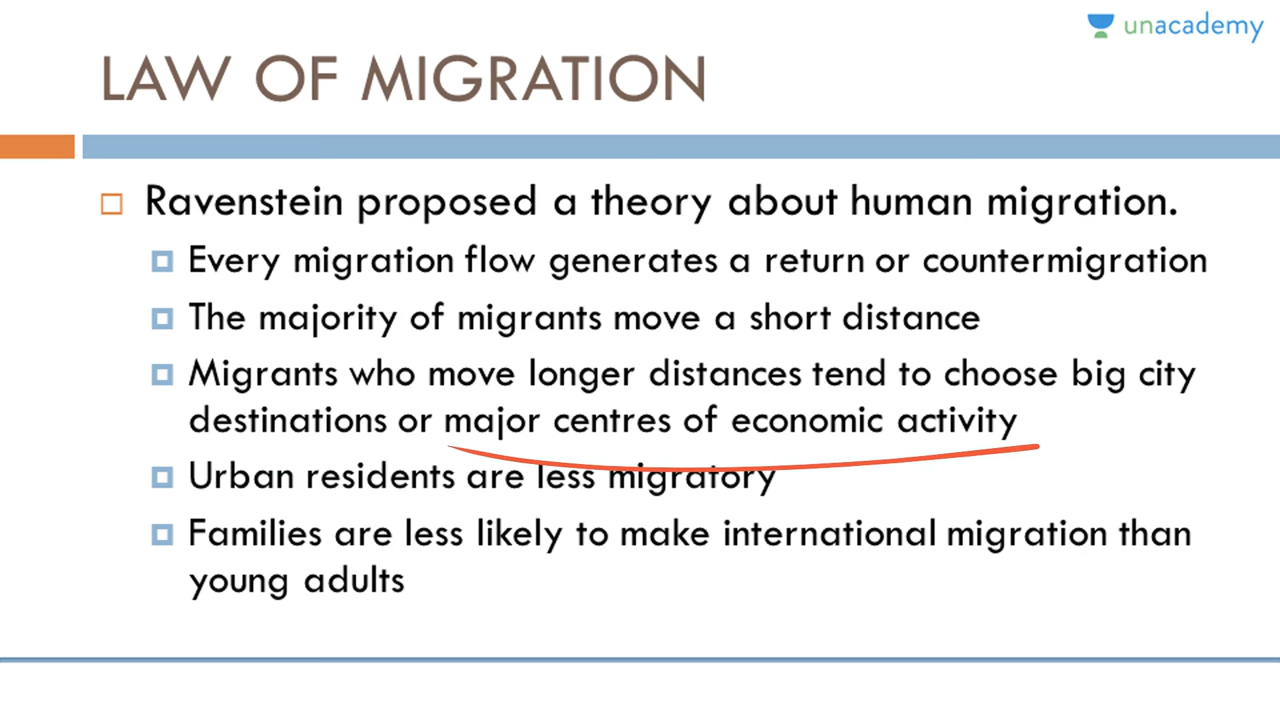 unacademy
LAW OF MIGRATION
Ravenstein proposed a theory about human migration.
Every migration flow generates a return or countermigration
The majority of migrants move a short distance
Migrants who move longer distances tend to choose big city
destinations or major centres of economic activity
Urban residents are less migratory
Families are less likely to make international migration than
young adults